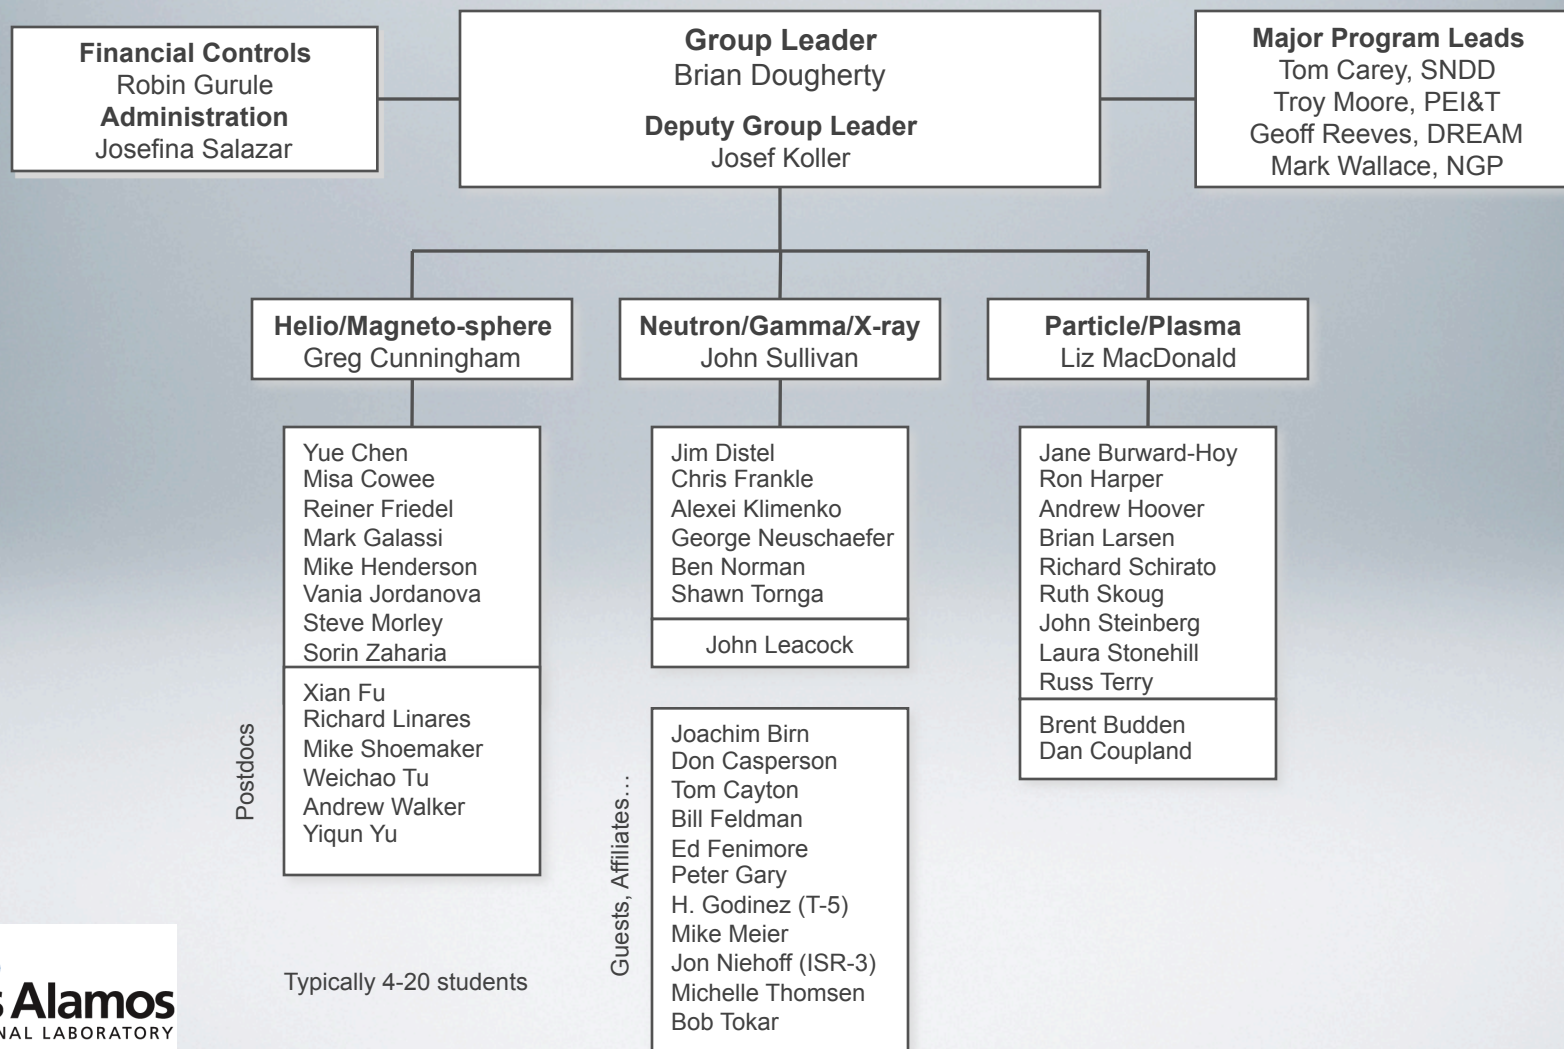 Financial Controls
Robin Gurule
Administration
Josefina Salazar
Group Leader
Brian Dougherty
Deputy Group Leader
Josef Koller
Major Program Leads
Tom Carey, SNDD
Troy Moore, PEI&T
Geoff Reeves, DREAM
Mark Wallace, NGP
Helio/Magneto-sphere
Greg Cunningham
Neutron/Gamma/X-ray
John Sullivan
Particle/Plasma
Liz MacDonald
Yue Chen
Misa Cowee
Reiner Friedel
Mark Galassi
Mike Henderson
Vania Jordanova
Steve Morley
Sorin Zaharia
Postdocs
Xian Fu
Richard Linares
Mike Shoemaker
Weichao Tu
Andrew Walker
Yiqun Yu
Jim Distel
Chris Frankle
Alexei Klimenko
George Neuschaefer
Ben Norman
Shawn Tornga
John Leacock
Guests, Affiliates…
Joachim Birn
Don Casperson
Tom Cayton
Bill Feldman
Ed Fenimore
Peter Gary
H. Godinez (T-5)
Mike Meier
Jon Niehoff (ISR-3)
Michelle Thomsen
Bob Tokar
Jane Burward-Hoy
Ron Harper
Andrew Hoover
Brian Larsen
Richard Schirato
Ruth Skoug
John Steinberg
Laura Stonehill
Russ Terry
Brent Budden
Dan Coupland
Typically 4-20 students
s Alamos
NAL LABORATORY